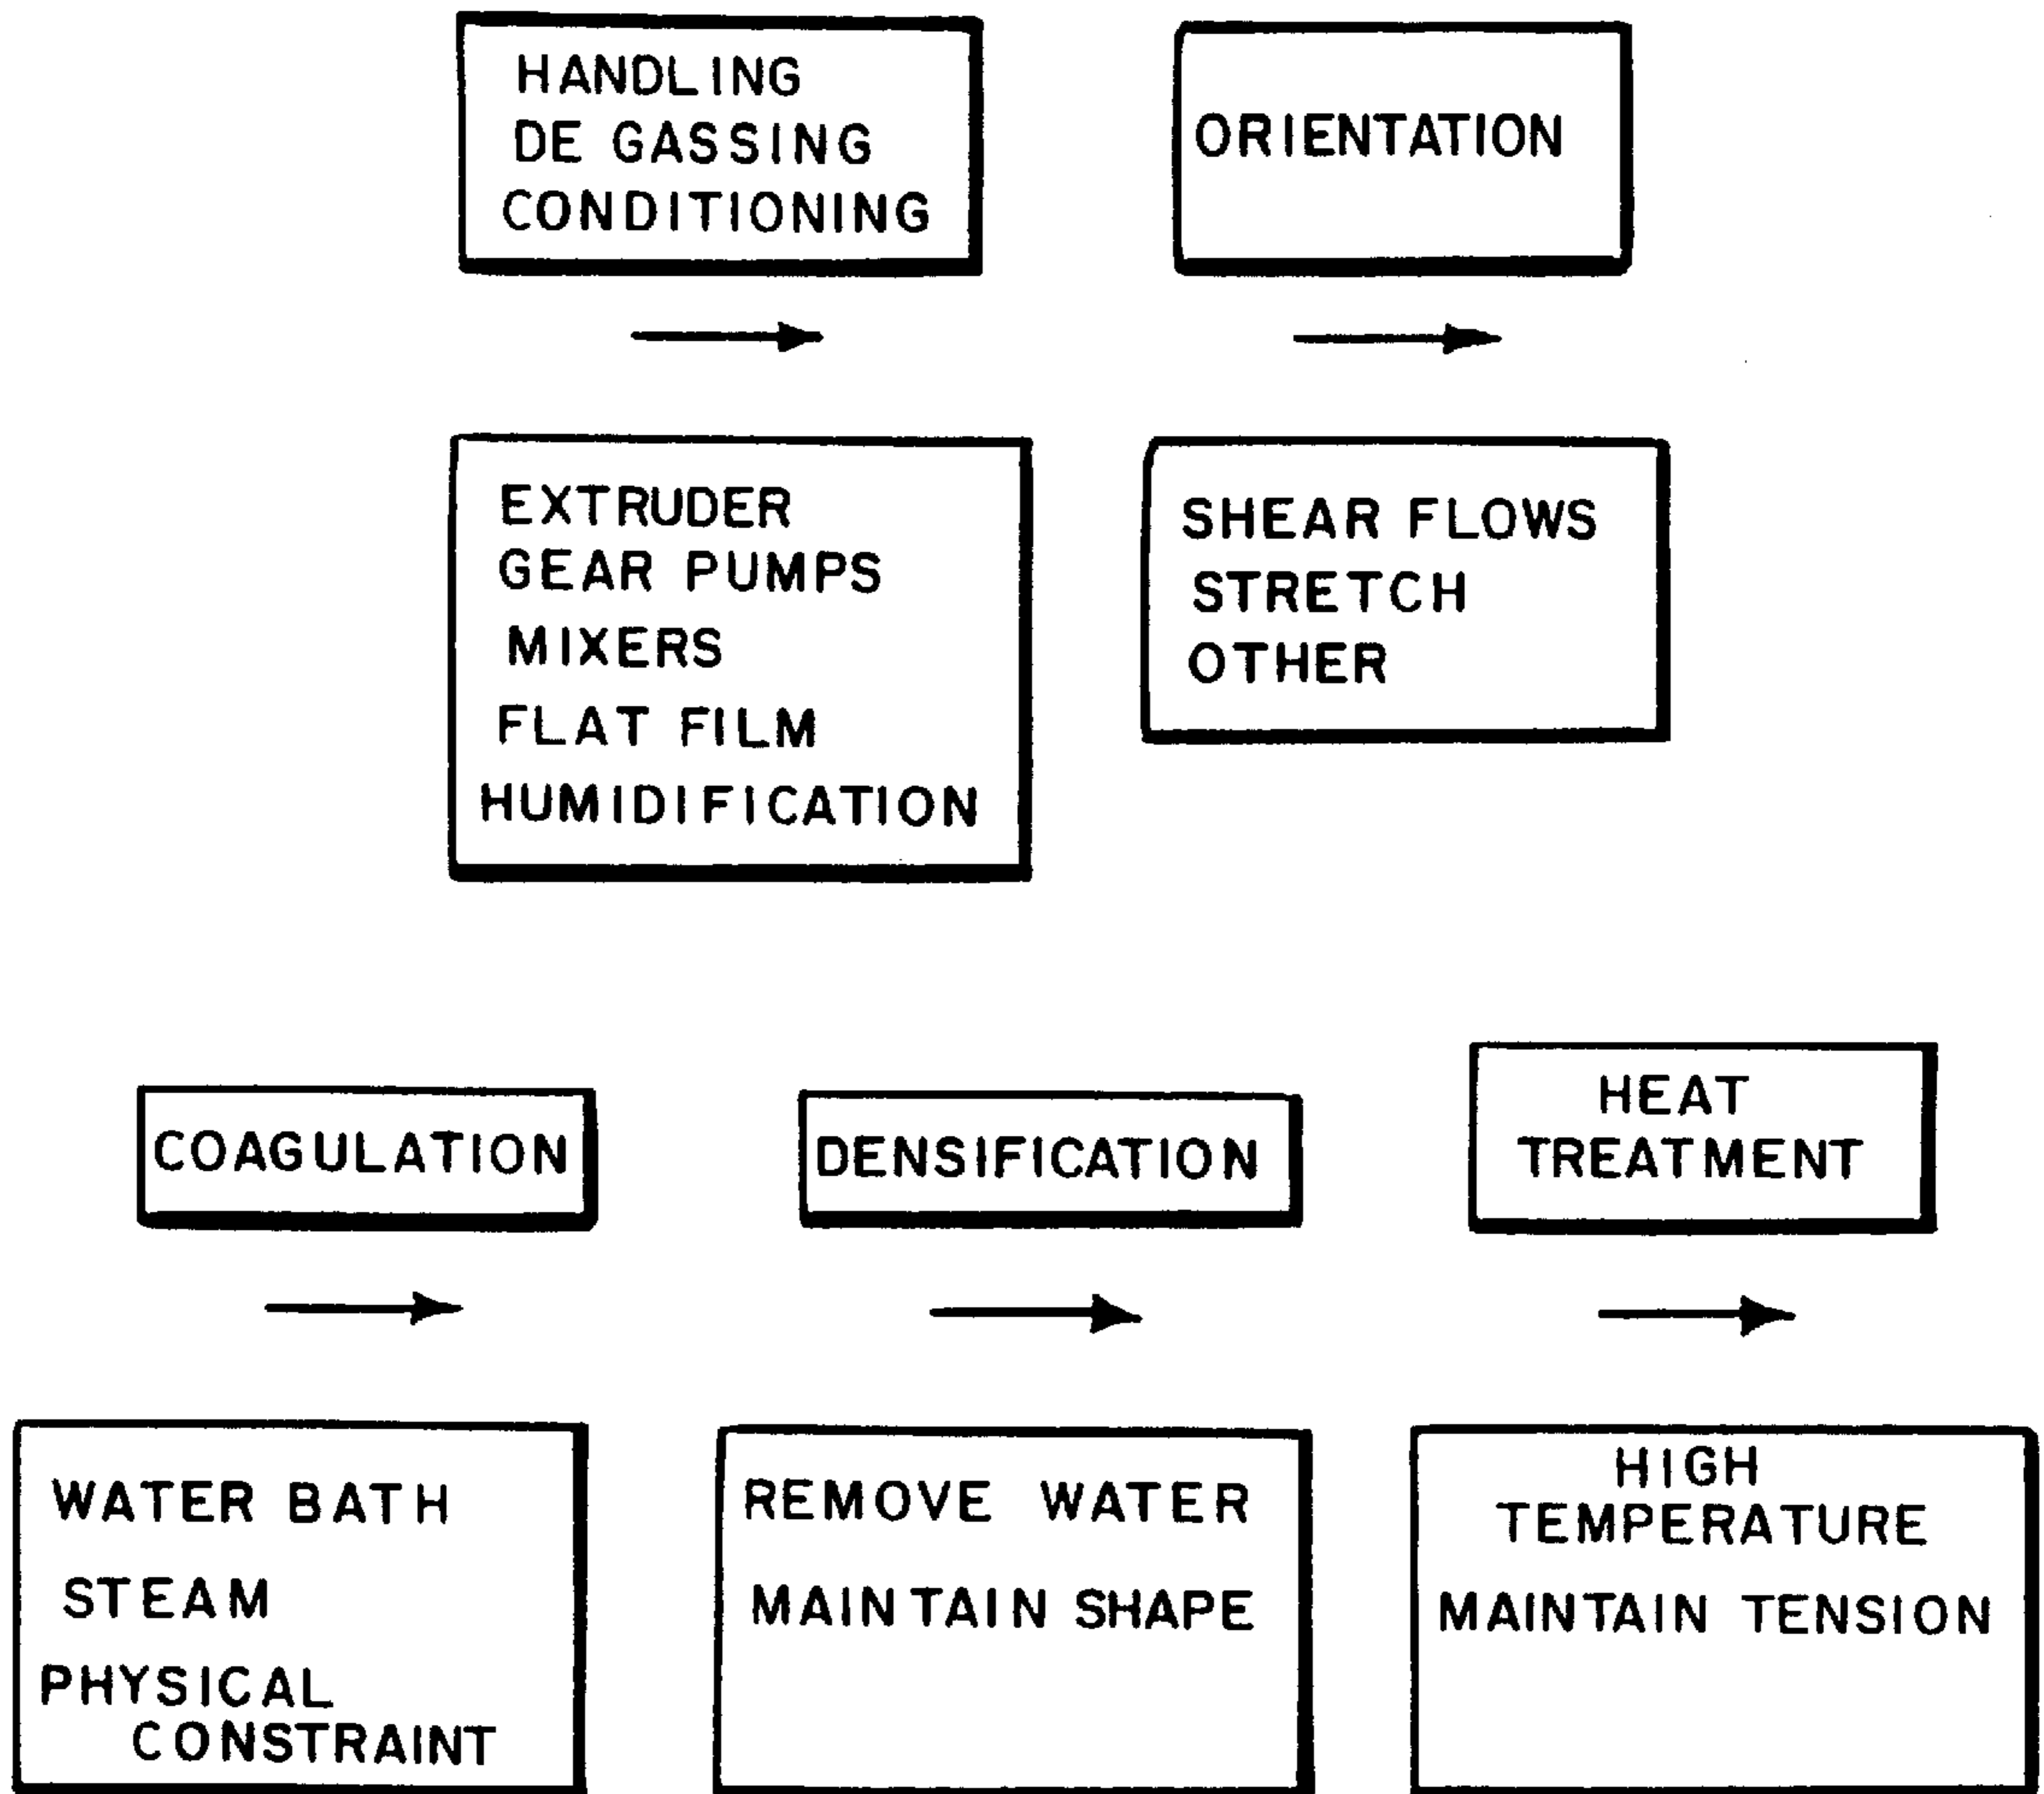 HANDLING
DE GASSING
CONDITIONING
ORIENTATION
EXTRUDER
GEAR PUMPS
MIXERS
FLAT FILM
HUMIDIFICATION
SHEAR FLOWS
STRETCH
OTHER
COAGULATION
DENSIFICATION
HEAT
TREATMENT
WATER BATH
STEAM
PHYSICAL
CONSTRAINT
REMOVE WATER
MAINTAIN SHAPE
HIGH
TEMPERATURE
MAINTAIN TENSION